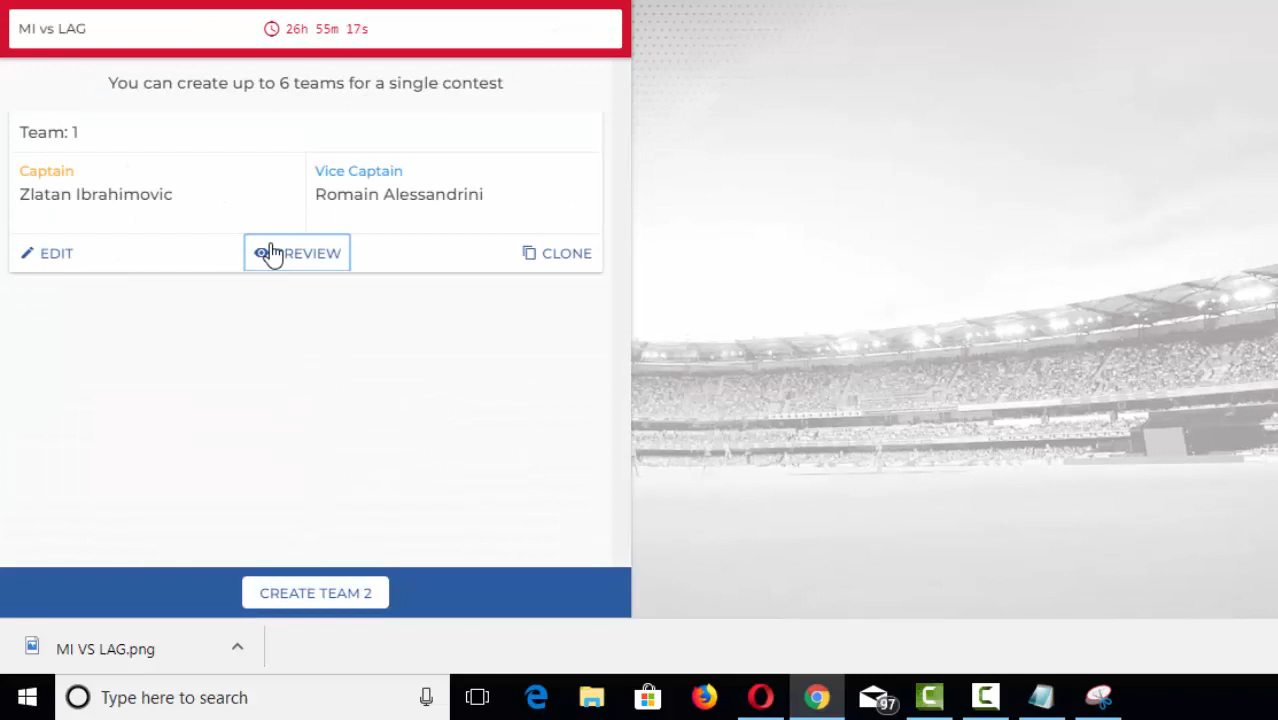 MI vs LAG
26h 55m 17s
You can create up to 6 teams for a single contest
Team: 1
Captain
Zlatan Ibrahimovic
Vice Captain
Romain Alessandrini
EDIT
PREVIEW
CLONE
CREATE TEAM 2
MI VS LAG.png
Type here to search
97